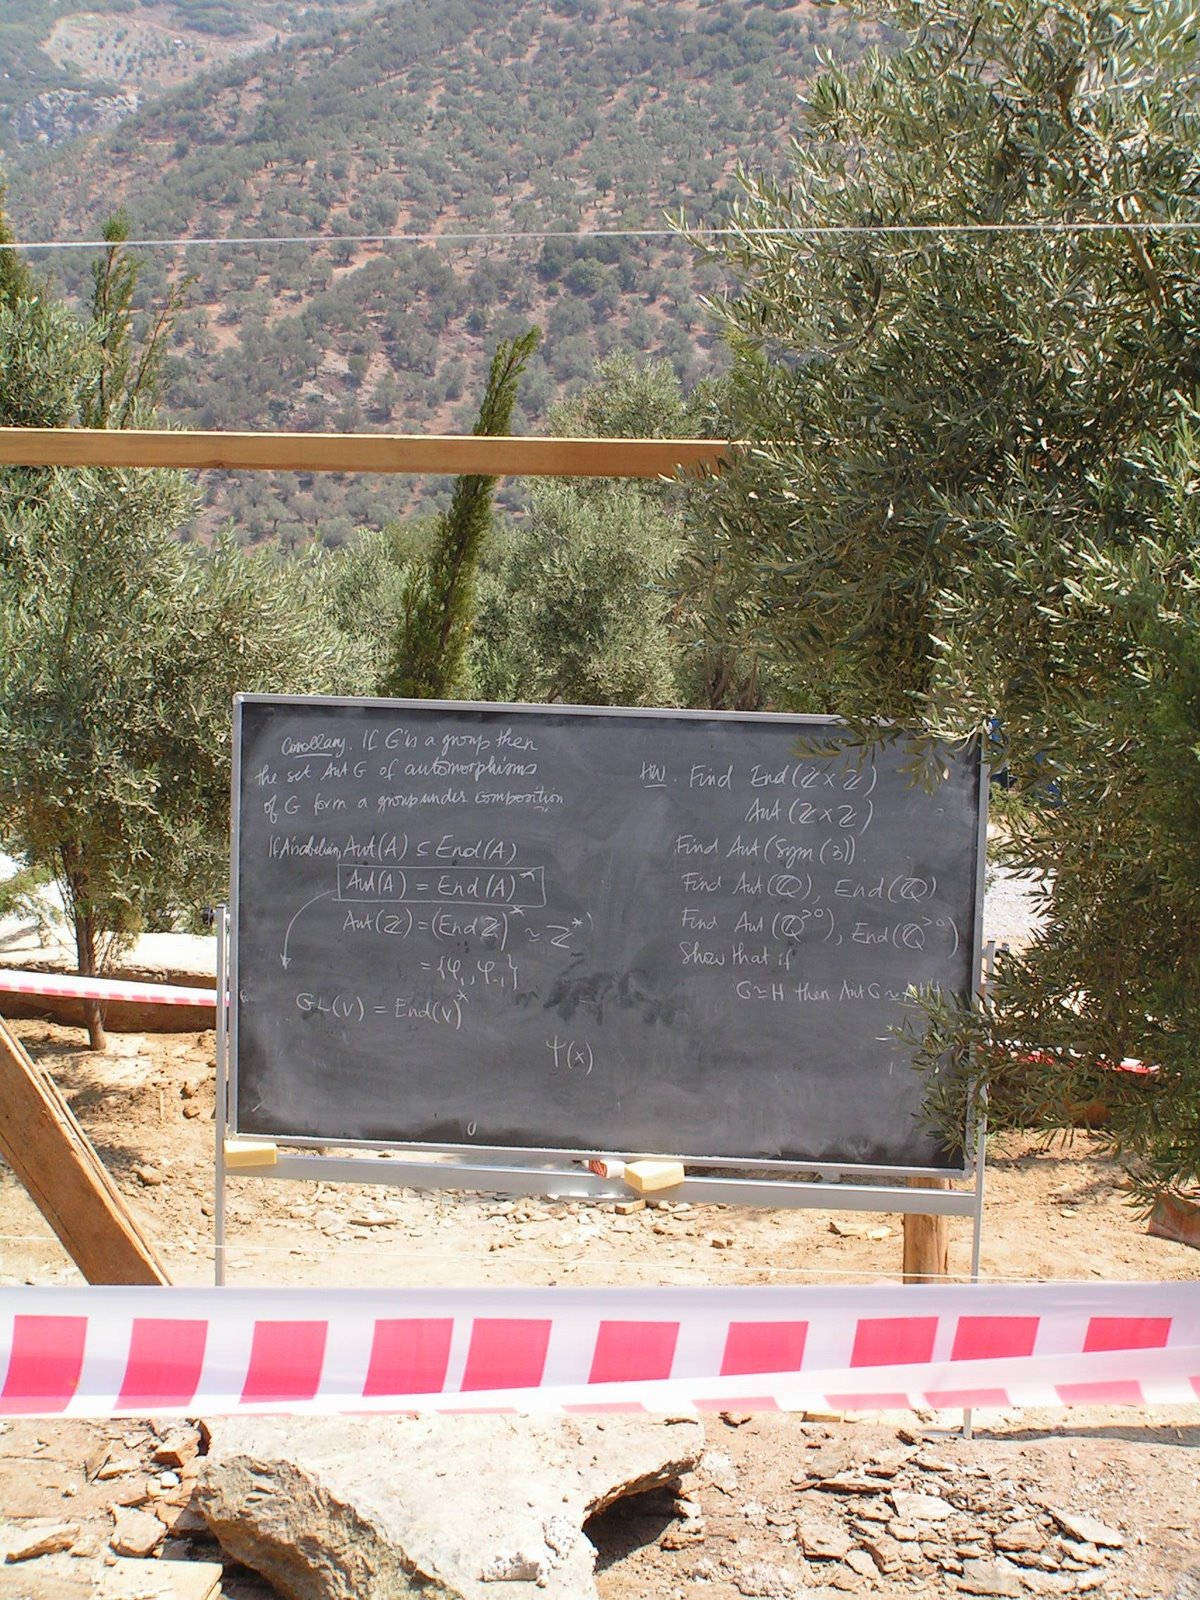 Corollary. If G is a group then
the set Aut G of automorphisms
of G form a group under composition
If A abelian, Aut(A) ⊆ End(A)
Aut(A) = End(A)*
Aut(ℤ) = (End ℤ)* ≃ ℤ*
= {φ₁, φ₋₁}
GL(V) = End(V)*
Ψ(x)
HW. Find End(ℤ×ℤ)
Aut(ℤ×ℤ)
Find Aut(Sym(3)).
Find Aut(ℚ), End(ℚ)
Find Aut(ℚ^>0), End(ℚ^>0)
Show that if
G≃H then Aut G ≃ Aut H